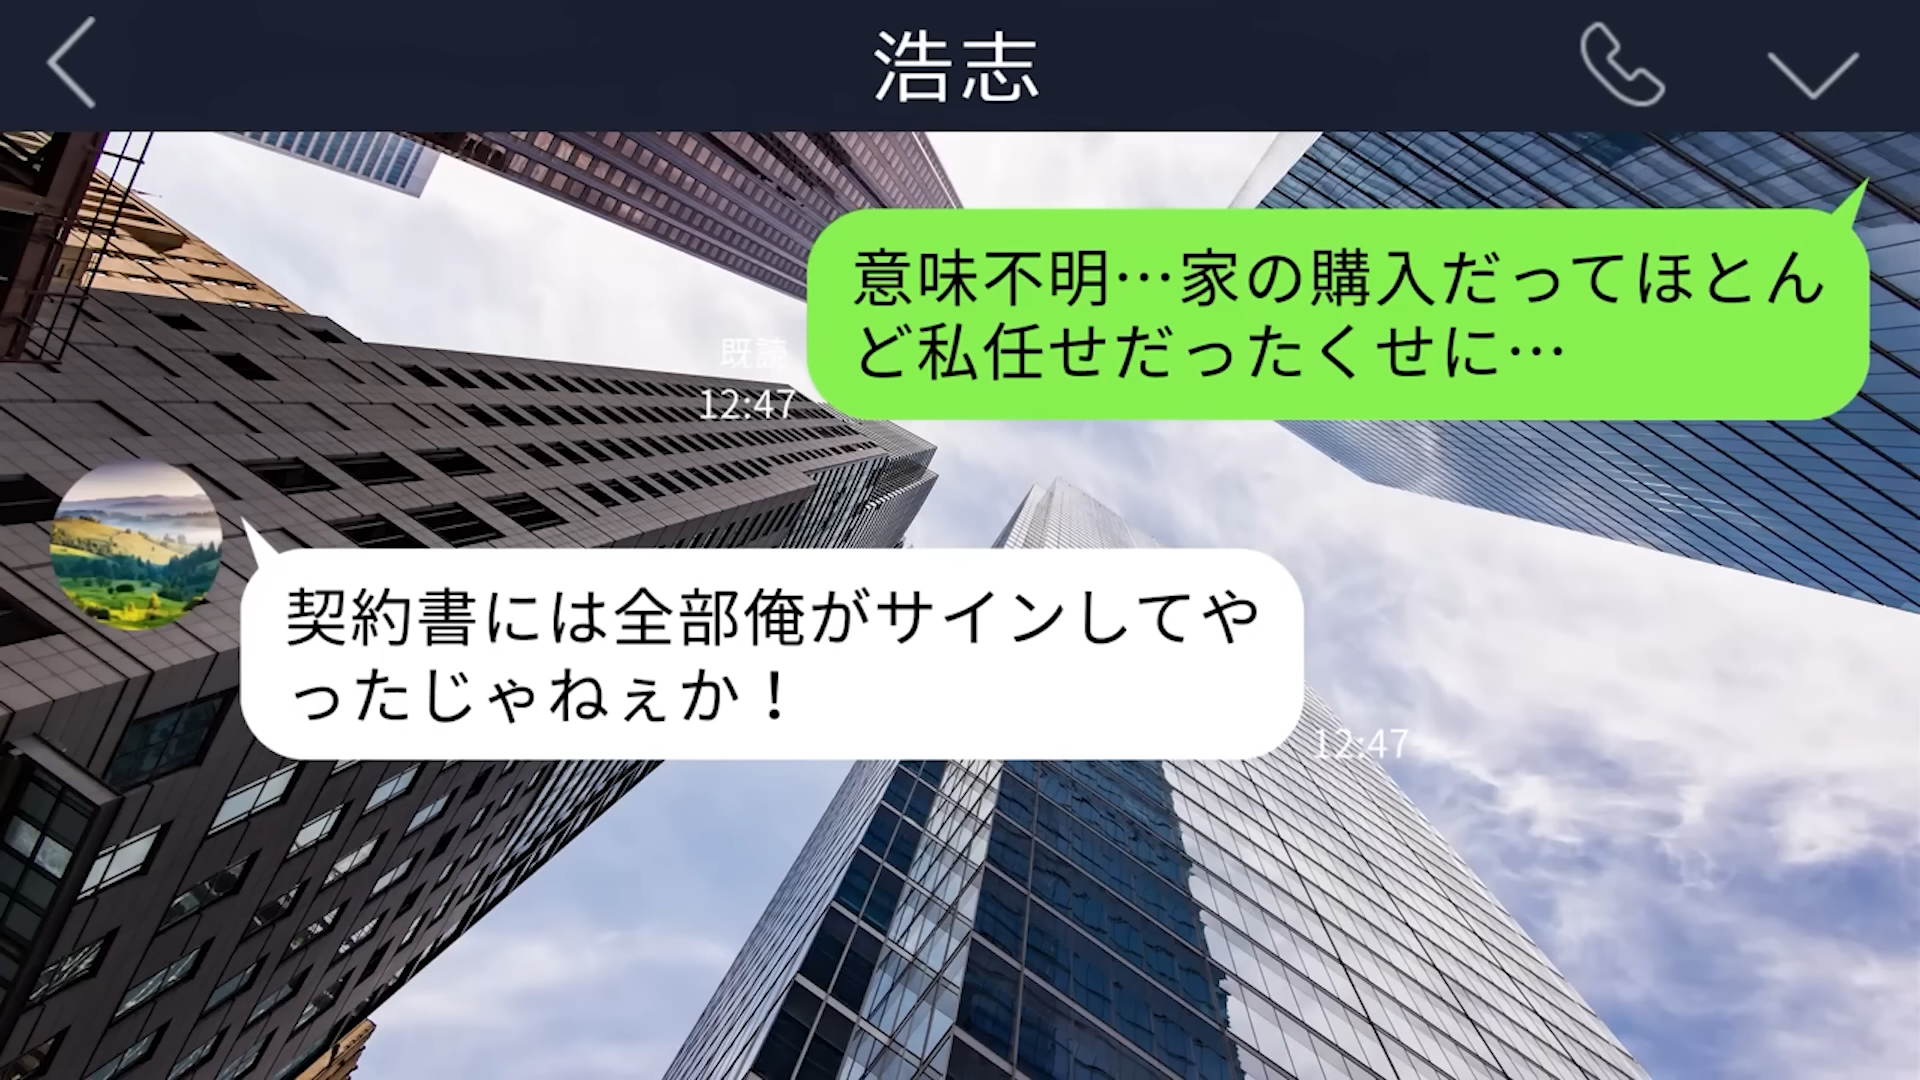 浩志
意味不明…家の購入だってほとん
ど私任せだったくせに…
既読
12:47
契約書には全部俺がサインしてや
ったじゃねぇか！
12:47